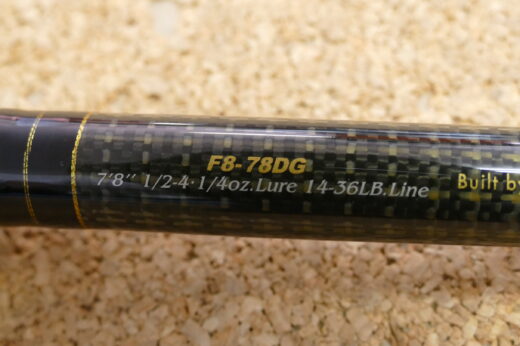 F8-78DG
7'8'' 1/2-4·1/4oz.Lure 14-36LB.Line
Built by